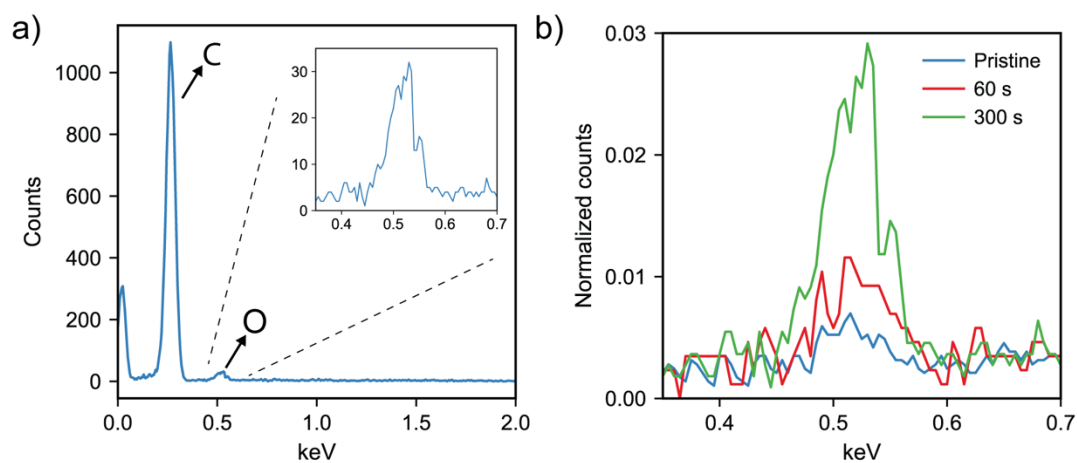 a)
C
O
Counts
1000
800
600
400
200
0
0.0 0.5 1.0 1.5 2.0
keV
30
20
10
0
0.4 0.5 0.6 0.7
b)
Normalized counts
0.03
0.02
0.01
0.00
0.4 0.5 0.6 0.7
keV
Pristine
60 s
300 s